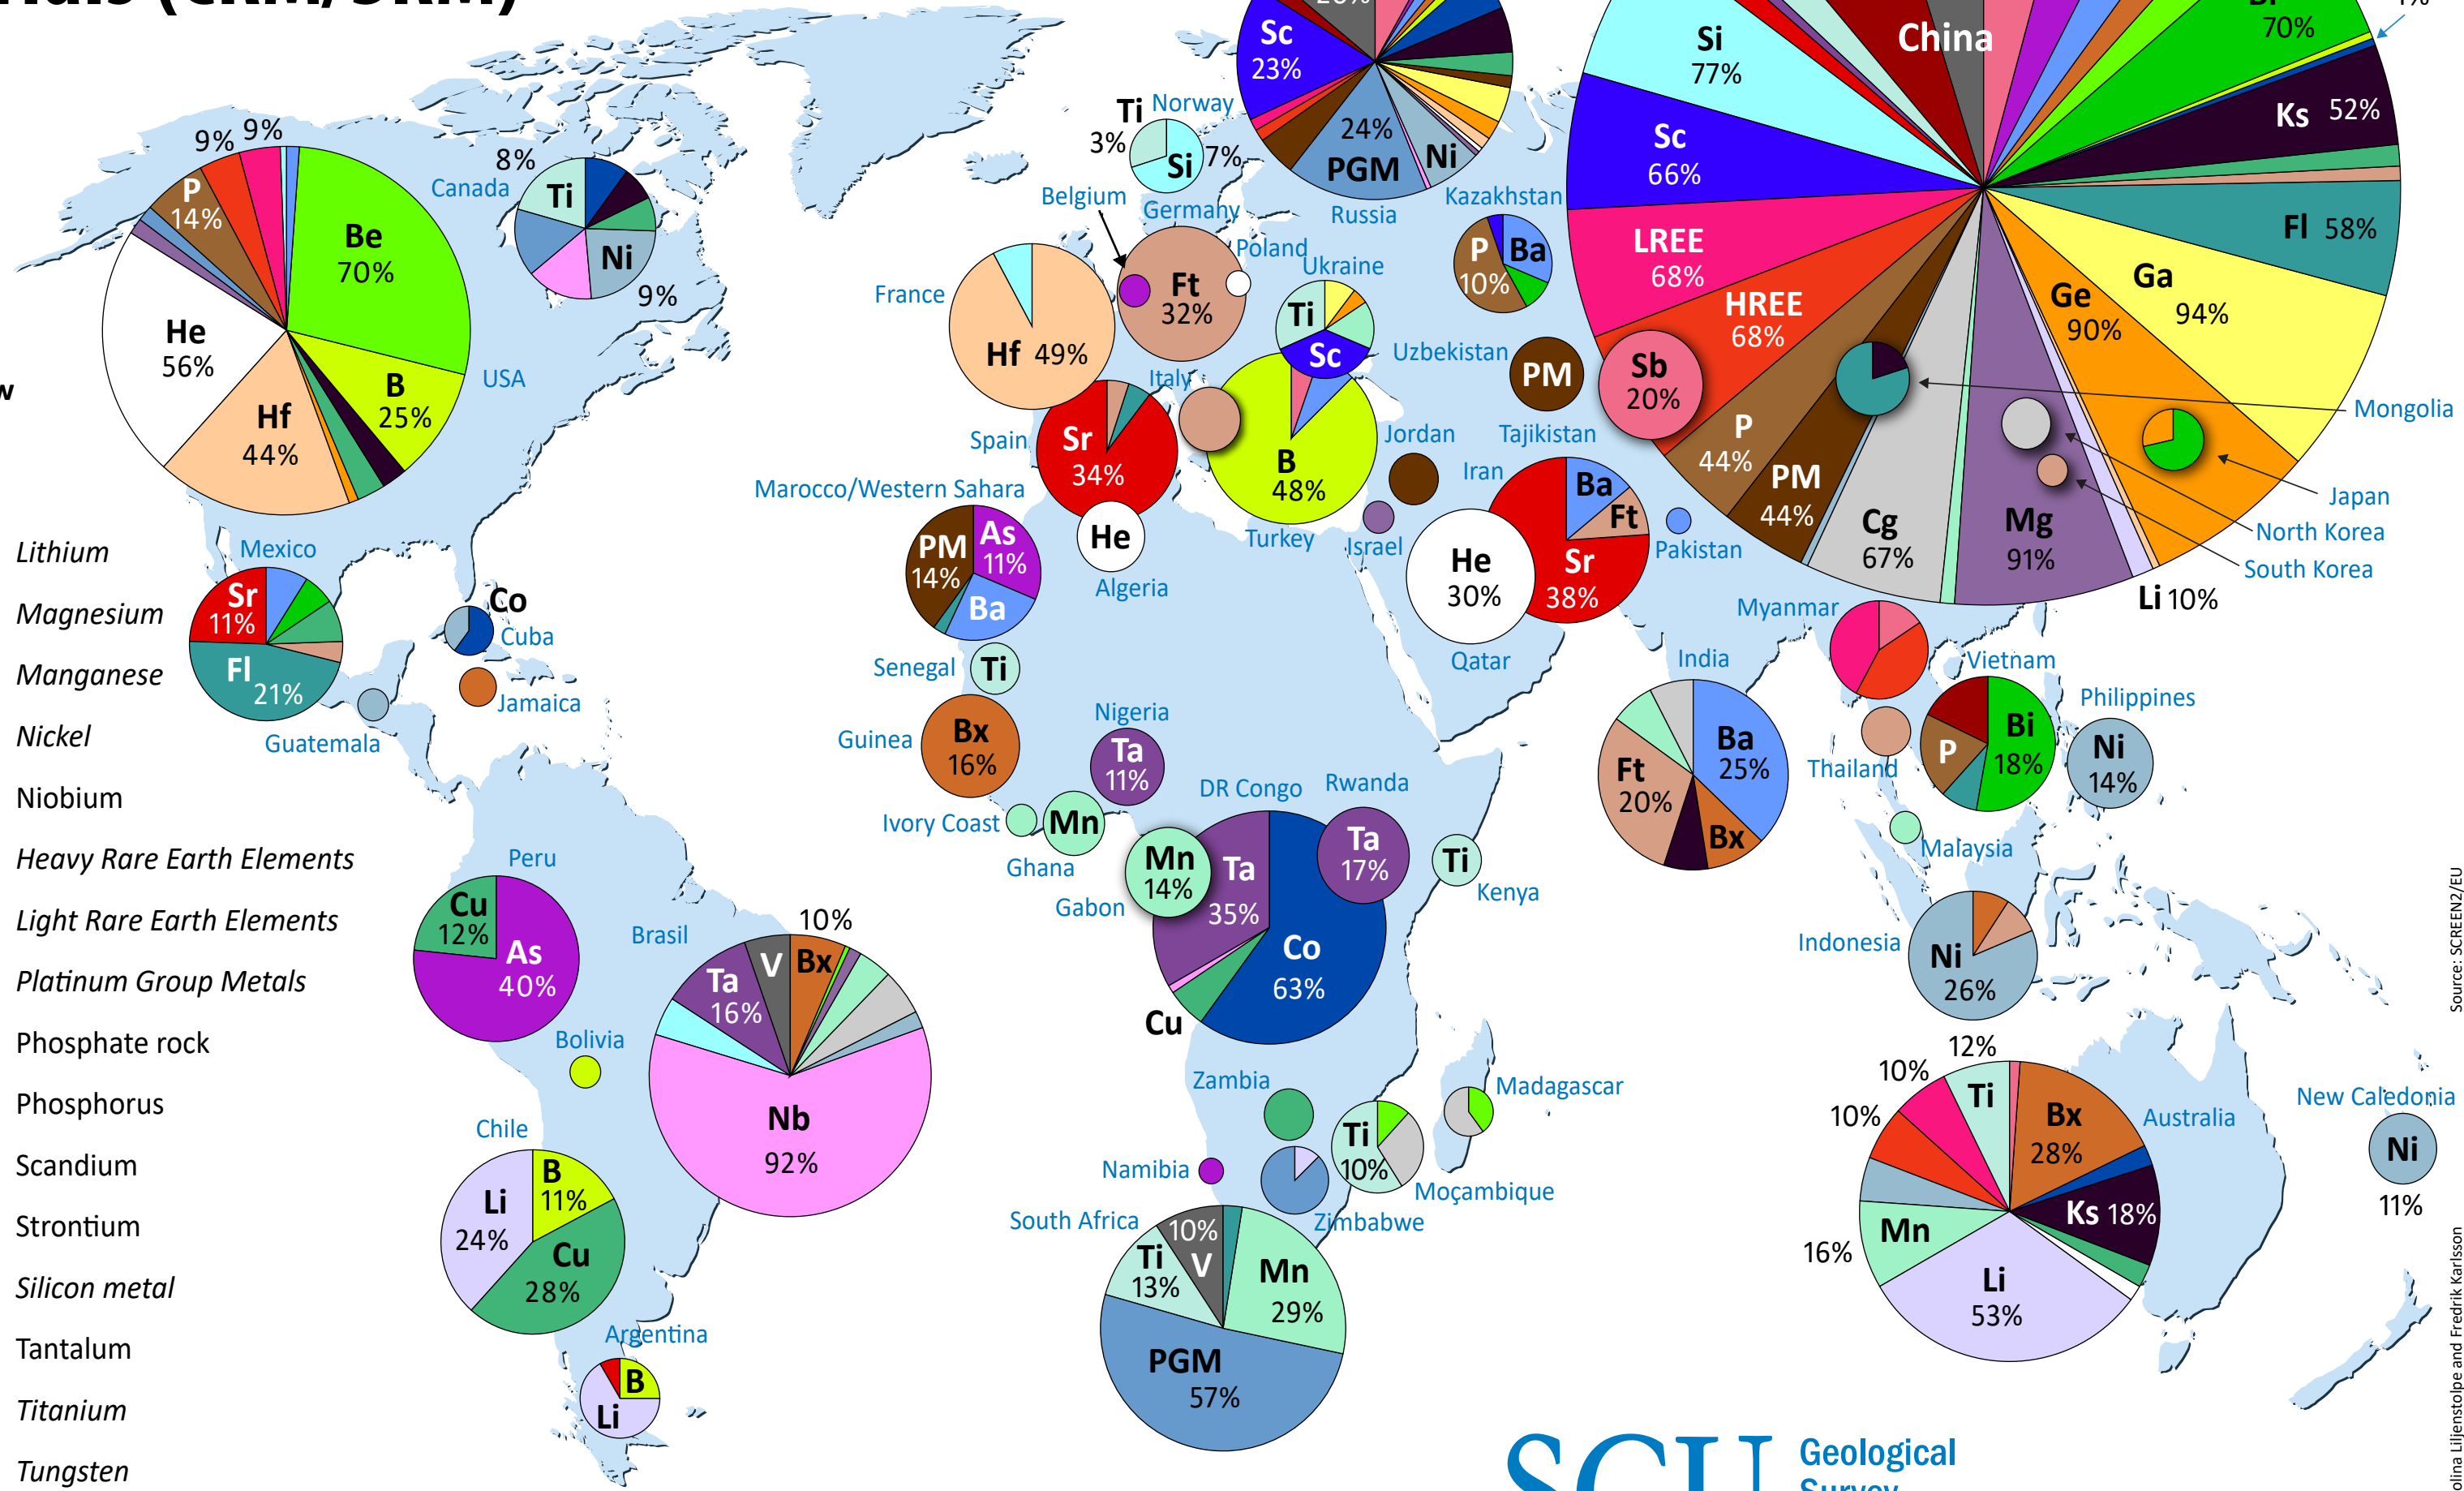 w
Lithium
Magnesium
Manganese
Nickel
Niobium
Heavy Rare Earth Elements
Light Rare Earth Elements
Platinum Group Metals
Phosphate rock
Phosphorus
Scandium
Strontium
Silicon metal
Tantalum
Titanium
Tungsten
9%
9%
P
14%
Be
70%
He
56%
B
25%
Hf
44%
USA
8%
Canada
Ti
Ni
9%
Mexico
Sr
11%
Fl
21%
Co
Cuba
Jamaica
Guatemala
Peru
Cu
12%
As
40%
Bolivia
Brasil
10%
Ta
16%
V
Bx
Nb
92%
Chile
Li
24%
B
11%
Cu
28%
Argentina
B
Li
Ti
3%
Norway
Si
7%
Sc
23%
24%
PGM
Ni
Russia
Belgium
Germany
Ft
32%
Poland
Ukraine
Ti
Sc
Kazakhstan
P
10%
Ba
France
Hf 49%
Italy
Spain
Sr
34%
B
48%
Turkey
Uzbekistan
PM
Tajikistan
Jordan
Israel
Iran
Ba
Ft
Sr
38%
Pakistan
He
30%
Qatar
Marocco/Western Sahara
PM
14%
As
11%
Ba
He
Algeria
Senegal
Ti
Guinea
Bx
16%
Nigeria
Ta
11%
Ivory Coast
Mn
Ghana
Mn
14%
Gabon
DR Congo
Ta
35%
Co
63%
Cu
Rwanda
Ta
17%
Ti
Kenya
Zambia
Madagascar
Ti
10%
Moçambique
Namibia
Zimbabwe
South Africa
10%
V
Ti
13%
Mn
29%
PGM
57%
China
Si
77%
Sc
66%
LREE
68%
HREE
68%
Sb
20%
P
44%
PM
44%
Cg
67%
Mg
91%
Li 10%
Ge
90%
Ga
94%
Fl 58%
Ks 52%
70%
Mongolia
Japan
North Korea
South Korea
Myanmar
India
Ba
25%
Ft
20%
Bx
Vietnam
Bi
18%
P
Thailand
Philippines
Ni
14%
Malaysia
Indonesia
Ni
26%
12%
10%
10%
16%
Ti
Bx
28%
Ks 18%
Mn
Li
53%
Australia
New Caledonia
Ni
11%
SGU
Geological
Source: SCREEN2/EU
Liljenstolpe and Fredrik Karlsson